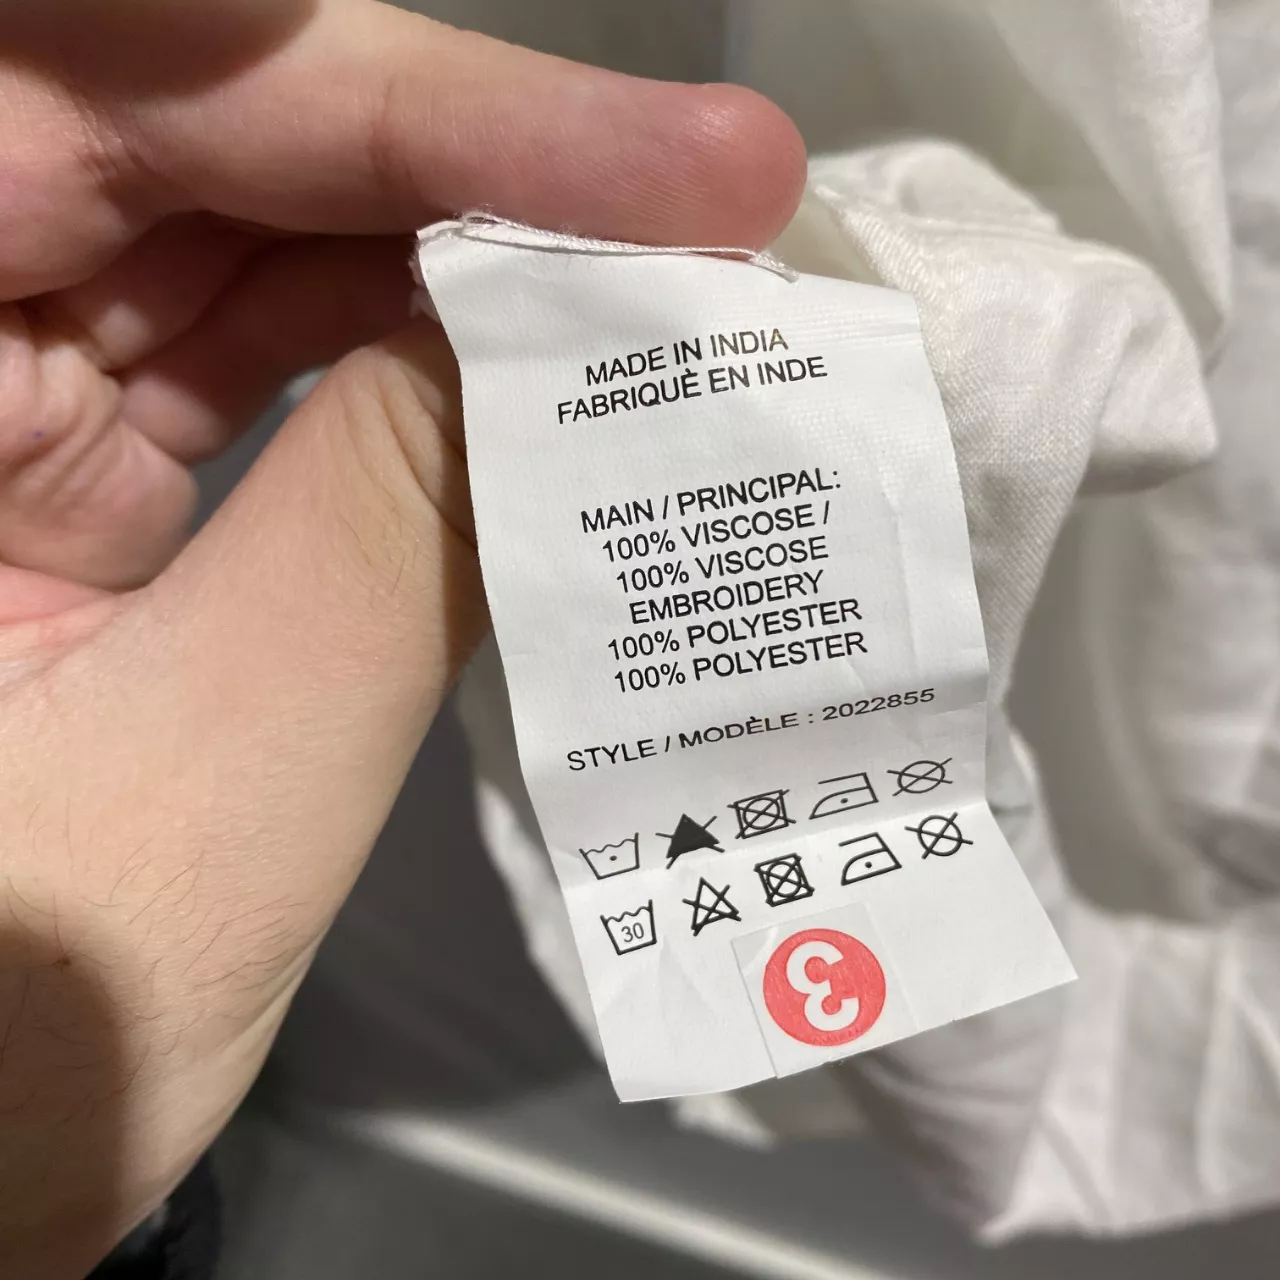 MADE IN INDIA
FABRIQUÈ EN INDE
MAIN / PRINCIPAL:
100% VISCOSE /
100% VISCOSE
EMBROIDERY
100% POLYESTER
100% POLYESTER
STYLE / MODÈLE : 2022855
30
3